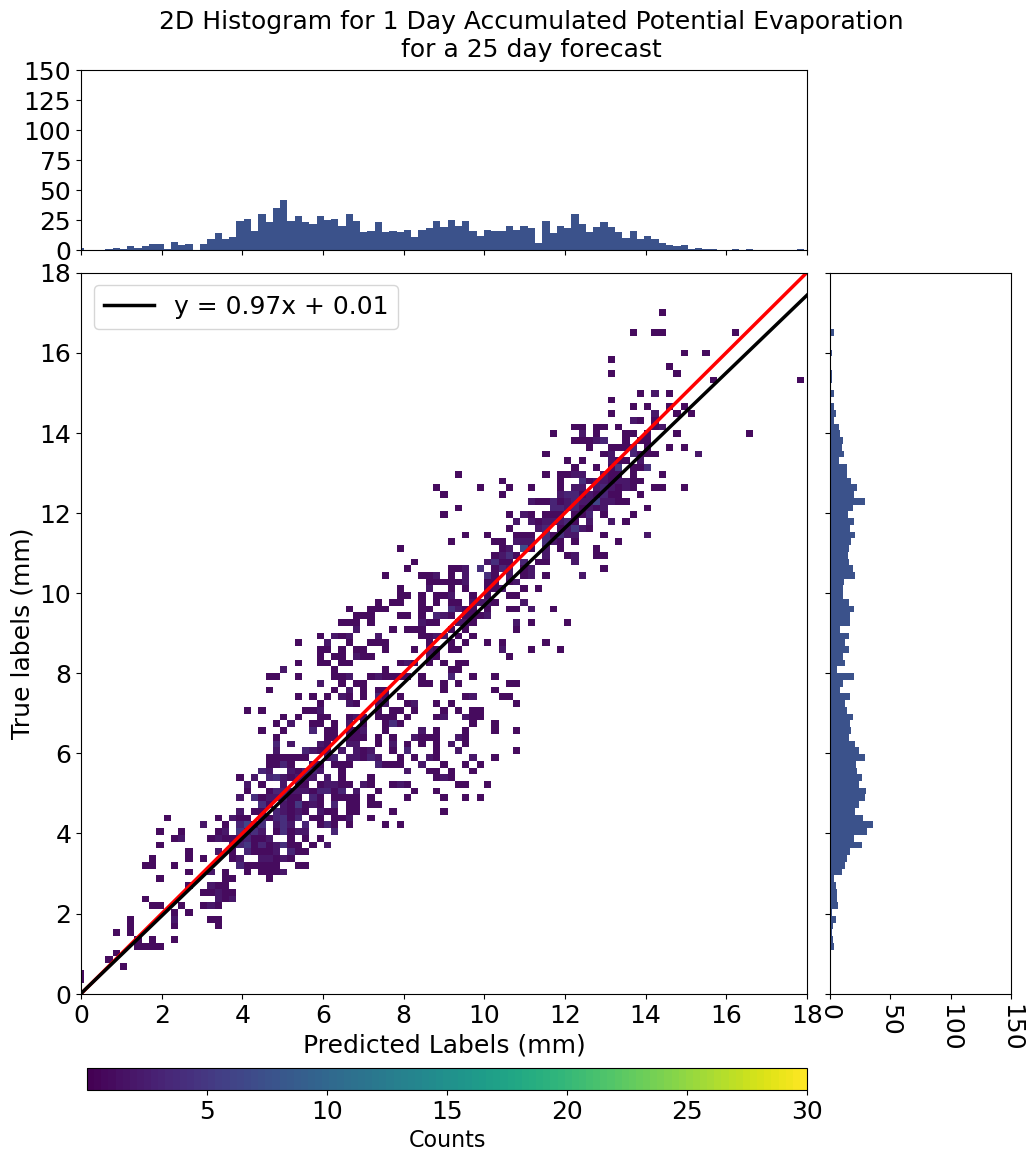 2D Histogram for 1 Day Accumulated Potential Evaporation
for a 25 day forecast
150
125
100
75
50
25
0
18
16
14
12
10
8
6
4
2
0
True labels (mm)
y = 0.97x + 0.01
0 2 4 6 8 10 12 14 16 18
Predicted Labels (mm)
0 50 100 150
5 10 15 20 25 30
Counts